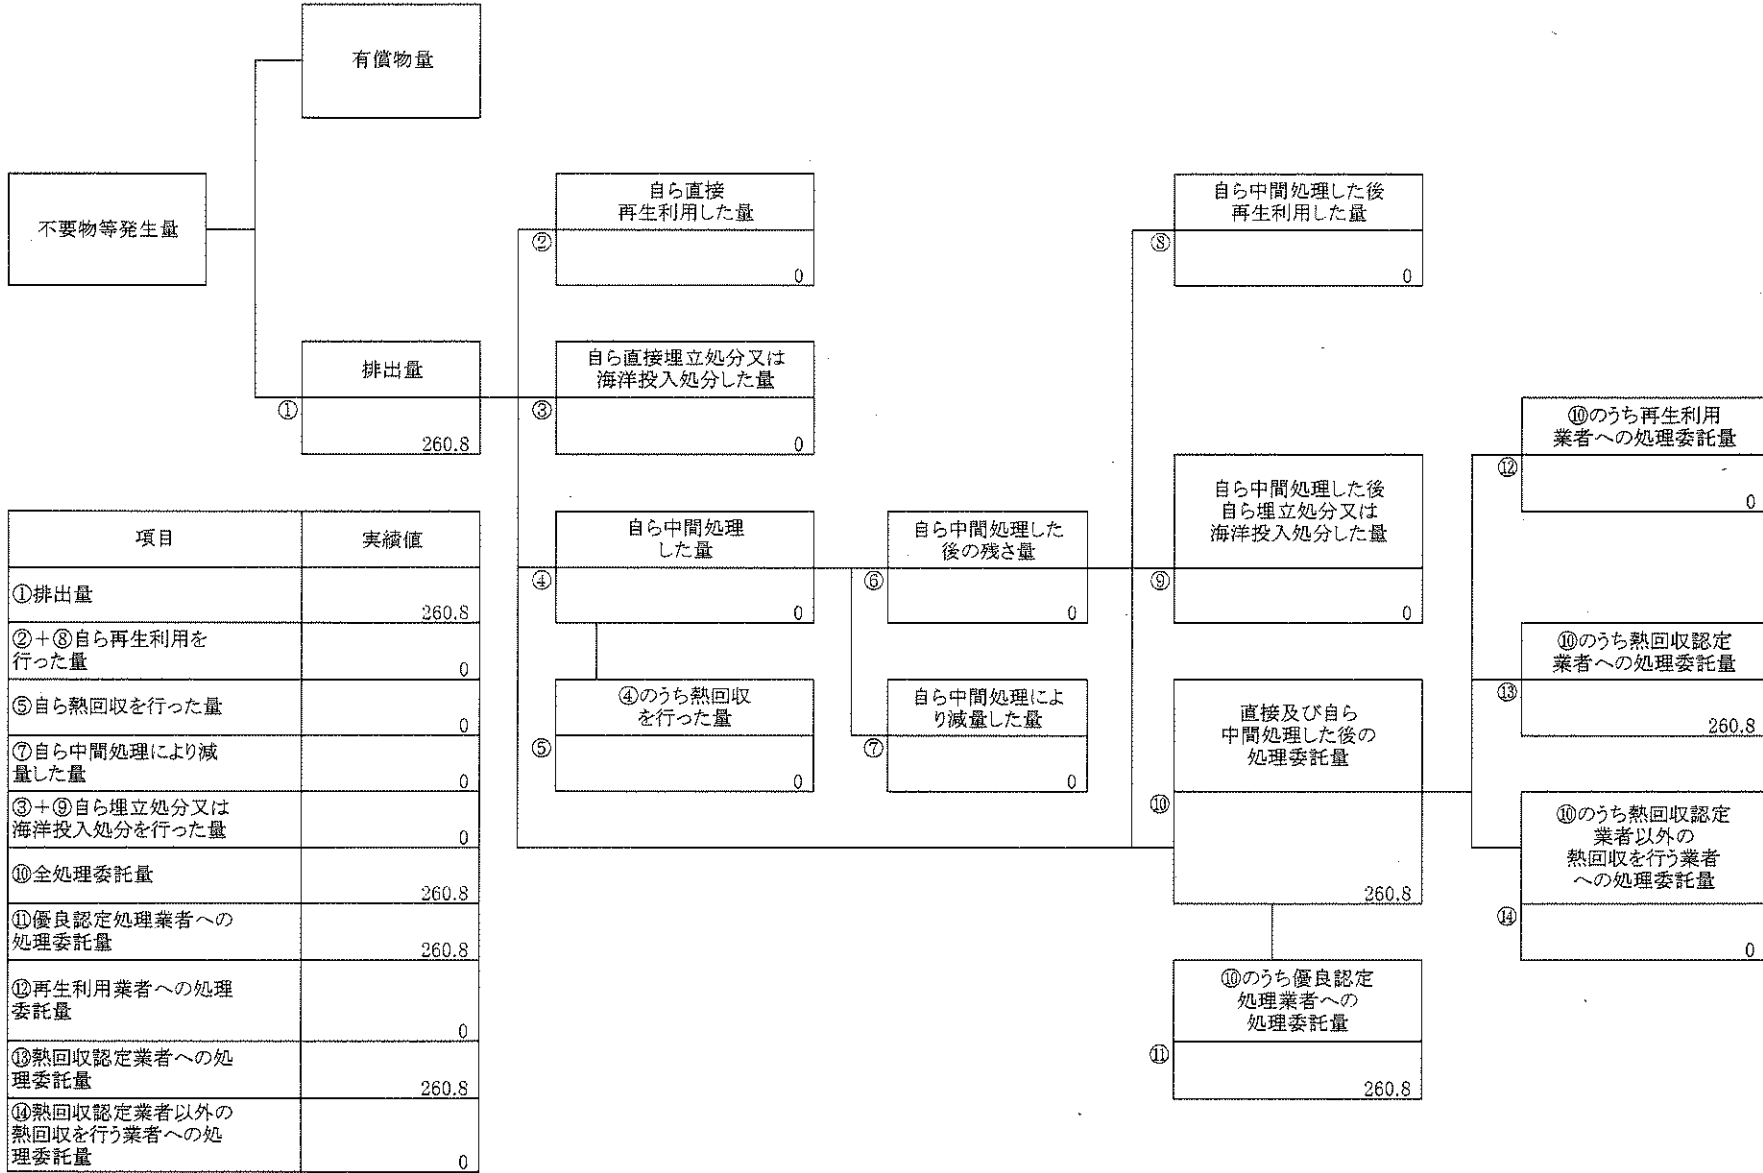 有償物量
不要物等発生量
排出量
①
260.8
自ら直接
再生利用した量
②
0
自ら直接埋立処分又は
海洋投入処分した量
③
0
自ら中間処理
した量
④
0
④のうち熱回収
を行った量
⑤
0
自ら中間処理した
後の残さ量
⑥
0
自ら中間処理によ
り減量した量
⑦
0
自ら中間処理した後
再生利用した量
⑧
0
自ら中間処理した後
自ら埋立処分又は
海洋投入処分した量
⑨
0
直接及び自ら
中間処理した後の
処理委託量
⑩
260.8
⑩のうち優良認定
処理業者への
処理委託量
⑪
260.8
⑩のうち再生利用
業者への処理委託量
⑫
0
⑩のうち熱回収認定
業者への処理委託量
⑬
260.8
⑩のうち熱回収認定
業者以外の
熱回収を行う業者
への処理委託量
⑭
0
項目 実績値
①排出量
260.8
②+⑧自ら再生利用を
行った量
0
⑤自ら熱回収を行った量
0
⑦自ら中間処理により減
量した量
0
③+⑨自ら埋立処分又は
海洋投入処分を行った量
0
⑩全処理委託量
260.8
⑪優良認定処理業者への
処理委託量
260.8
⑫再生利用業者への処理
委託量
0
⑬熱回収認定業者への処
理委託量
260.8
⑭熱回収認定業者以外の
熱回収を行う業者への処
理委託量
0